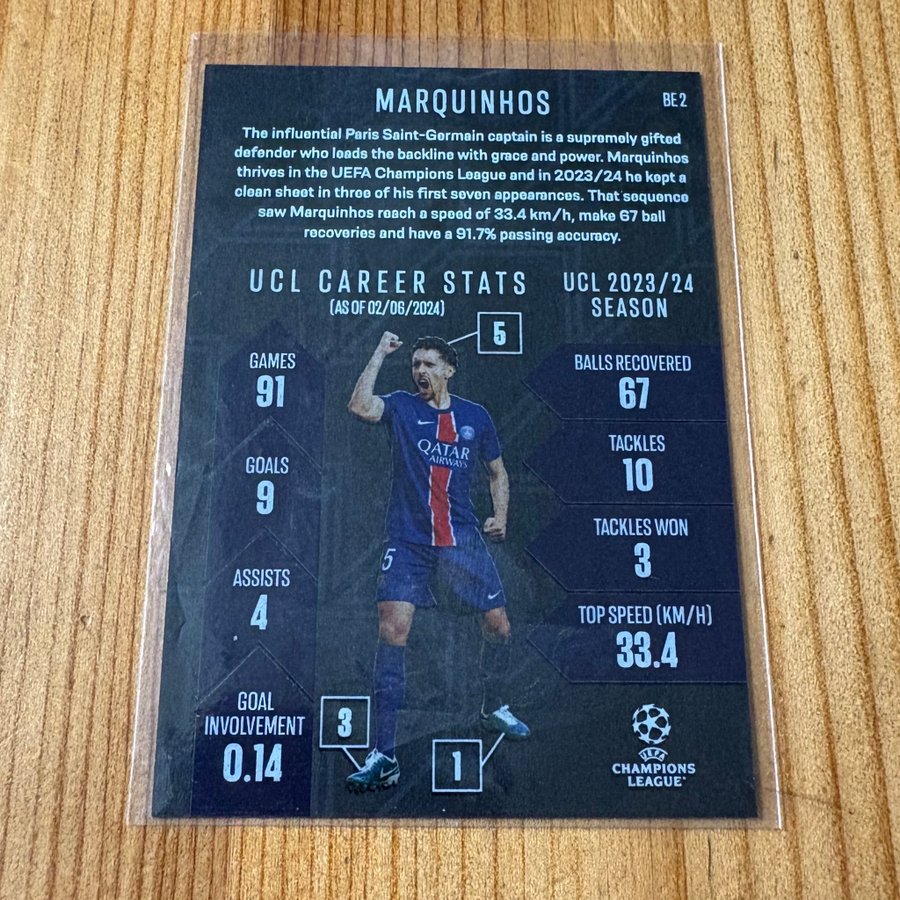 MARQUINHOS
BE 2
The influential Paris Saint-Germain captain is a supremely gifted
defender who leads the backline with grace and power. Marquinhos
thrives in the UEFA Champions League and in 2023/24 he kept a
clean sheet in three of his first seven appearances. That sequence
saw Marquinhos reach a speed of 33.4 km/h, make 67 ball
recoveries and have a 91.7% passing accuracy.
UCL CAREER STATS
(AS OF 02/06/2024)
GAMES
91
GOALS
9
ASSISTS
4
GOAL
INVOLVEMENT
0.14
5
QATAR
AIRWAYS
5
3
1
UCL 2023/24
SEASON
BALLS RECOVERED
67
TACKLES
10
TACKLES WON
3
TOP SPEED (KM/H)
33.4
UEFA
CHAMPIONS
LEAGUE